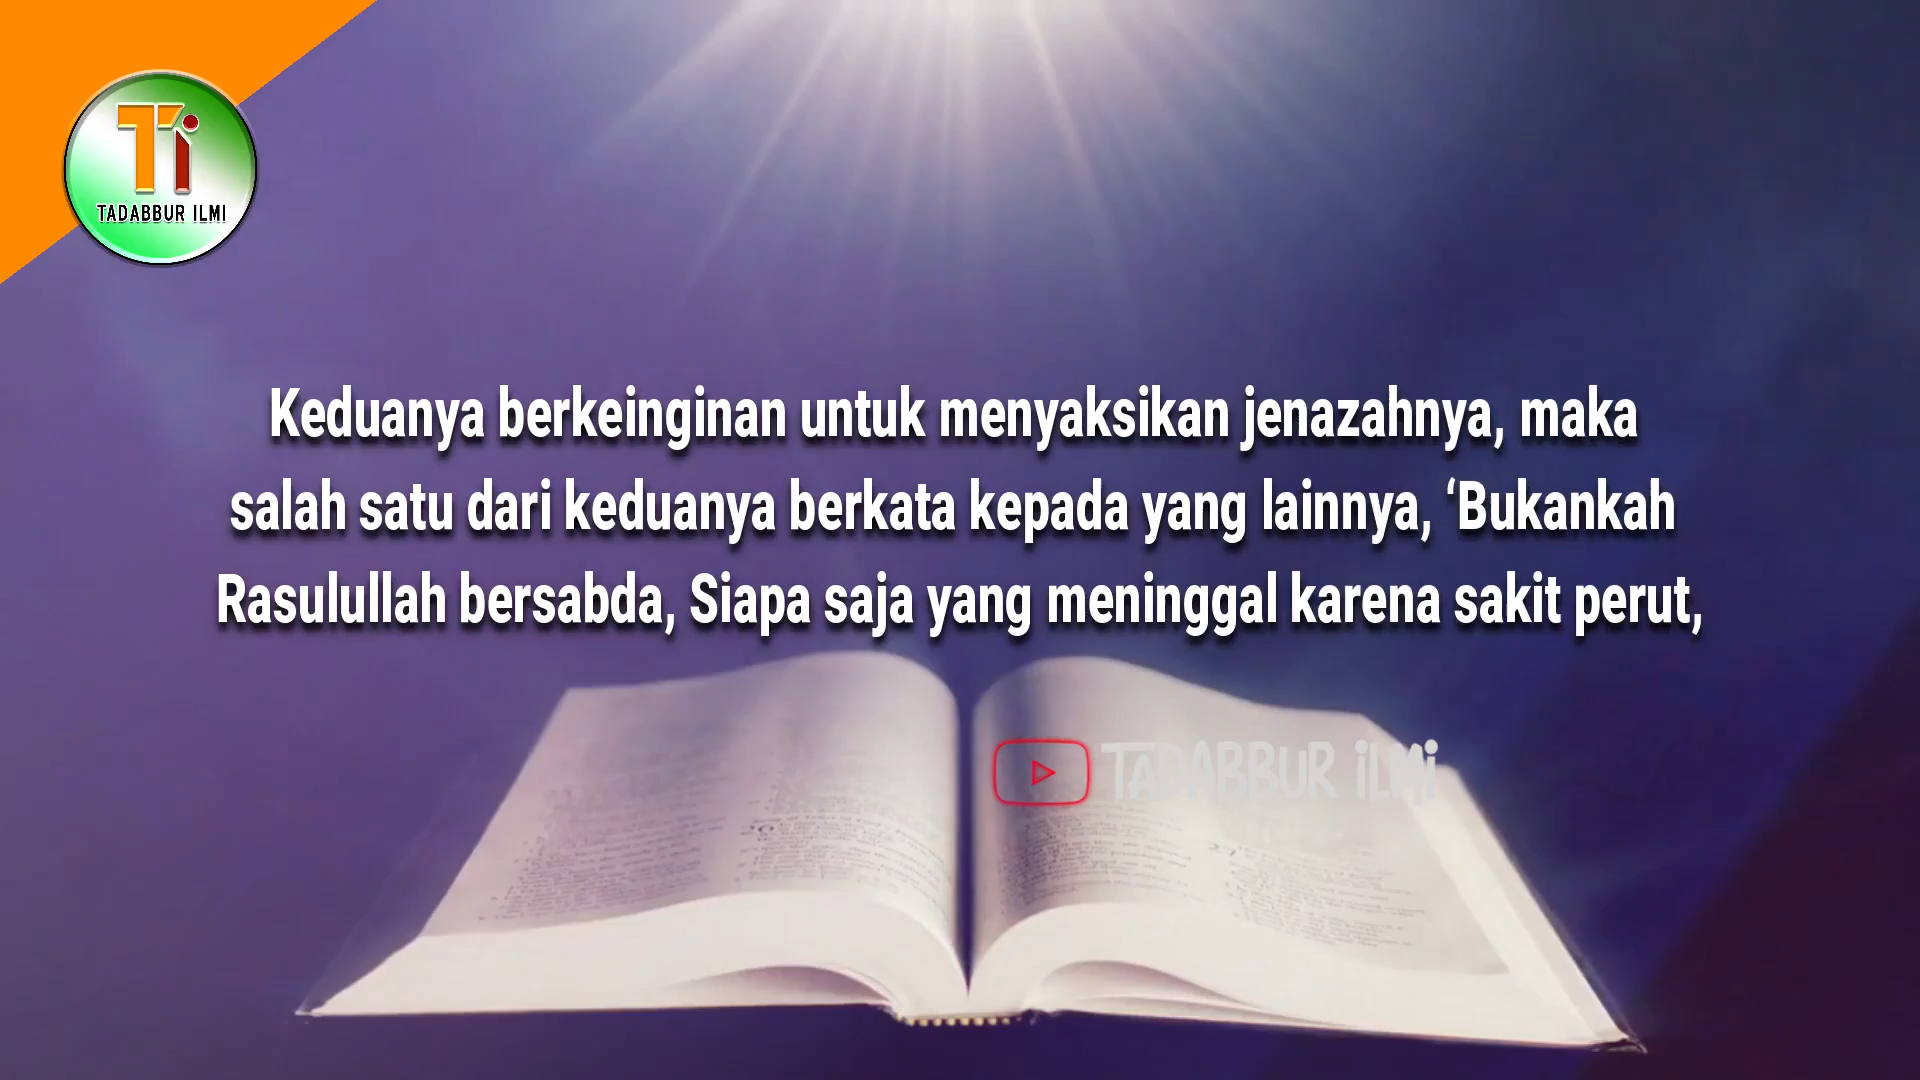 Ti
TADABBUR ILMI
Keduanya berkeinginan untuk menyaksikan jenazahnya, maka
salah satu dari keduanya berkata kepada yang lainnya, ‘Bukankah
Rasulullah bersabda, Siapa saja yang meninggal karena sakit perut,
TADABBUR iLMi